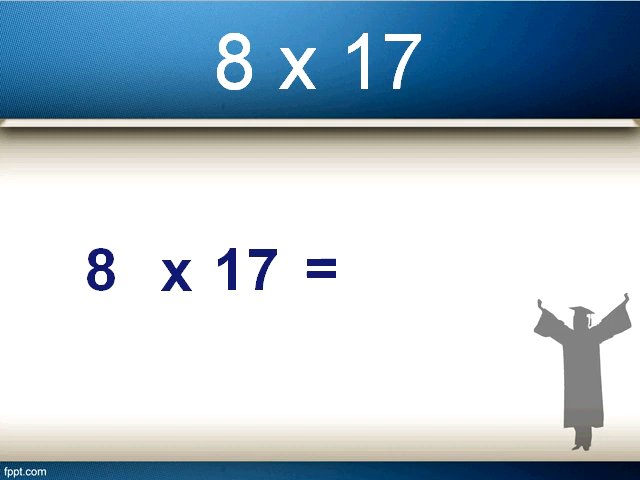 8 x 17
8 x 17 =
fppt.com